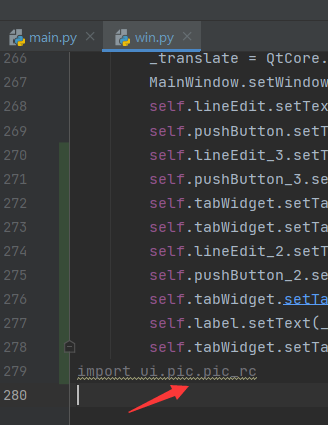 main.py
win.py
266 _translate = QtCore.
267 MainWindow.setWindow
268 self.lineEdit.setTex
269 self.pushButton.setT
270 self.lineEdit_3.setT
271 self.pushButton_3.se
272 self.tabWidget.setTa
273 self.tabWidget.setTa
274 self.lineEdit_2.setT
275 self.pushButton_2.se
276 self.tabWidget.setTa
277 self.label.setText(_
278 self.tabWidget.setTa
279 import ui.pic.pic_rc
280